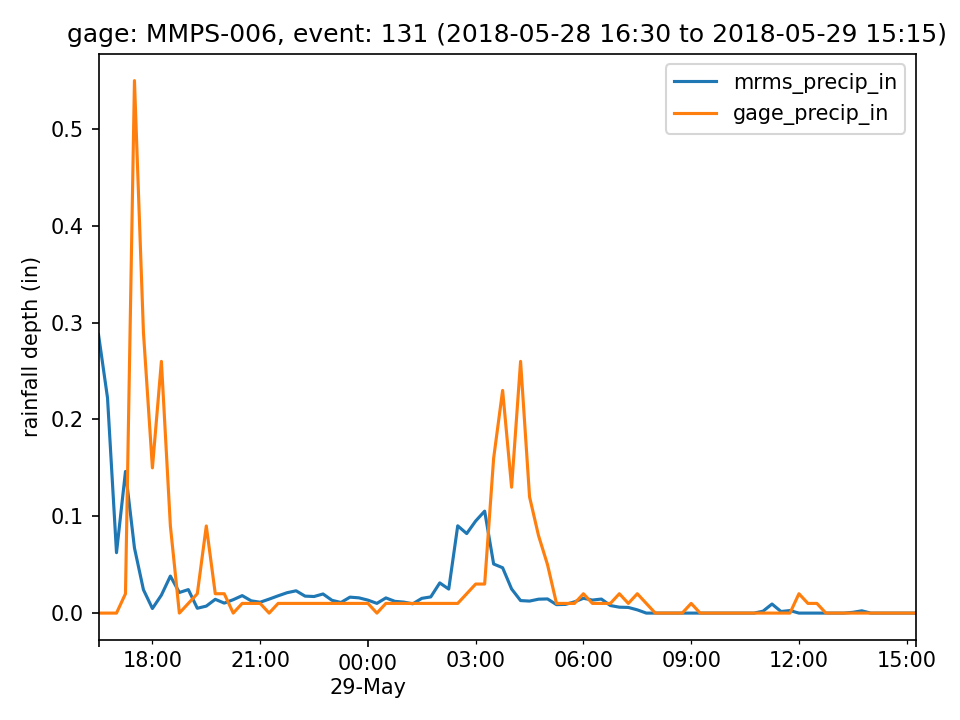 gage: MMPS-006, event: 131 (2018-05-28 16:30 to 2018-05-29 15:15)
mrms_precip_in
gage_precip_in
rainfall depth (in)
0.5
0.4
0.3
0.2
0.1
0.0
18:00 21:00 00:00 03:00 06:00 09:00 12:00 15:00
29-May